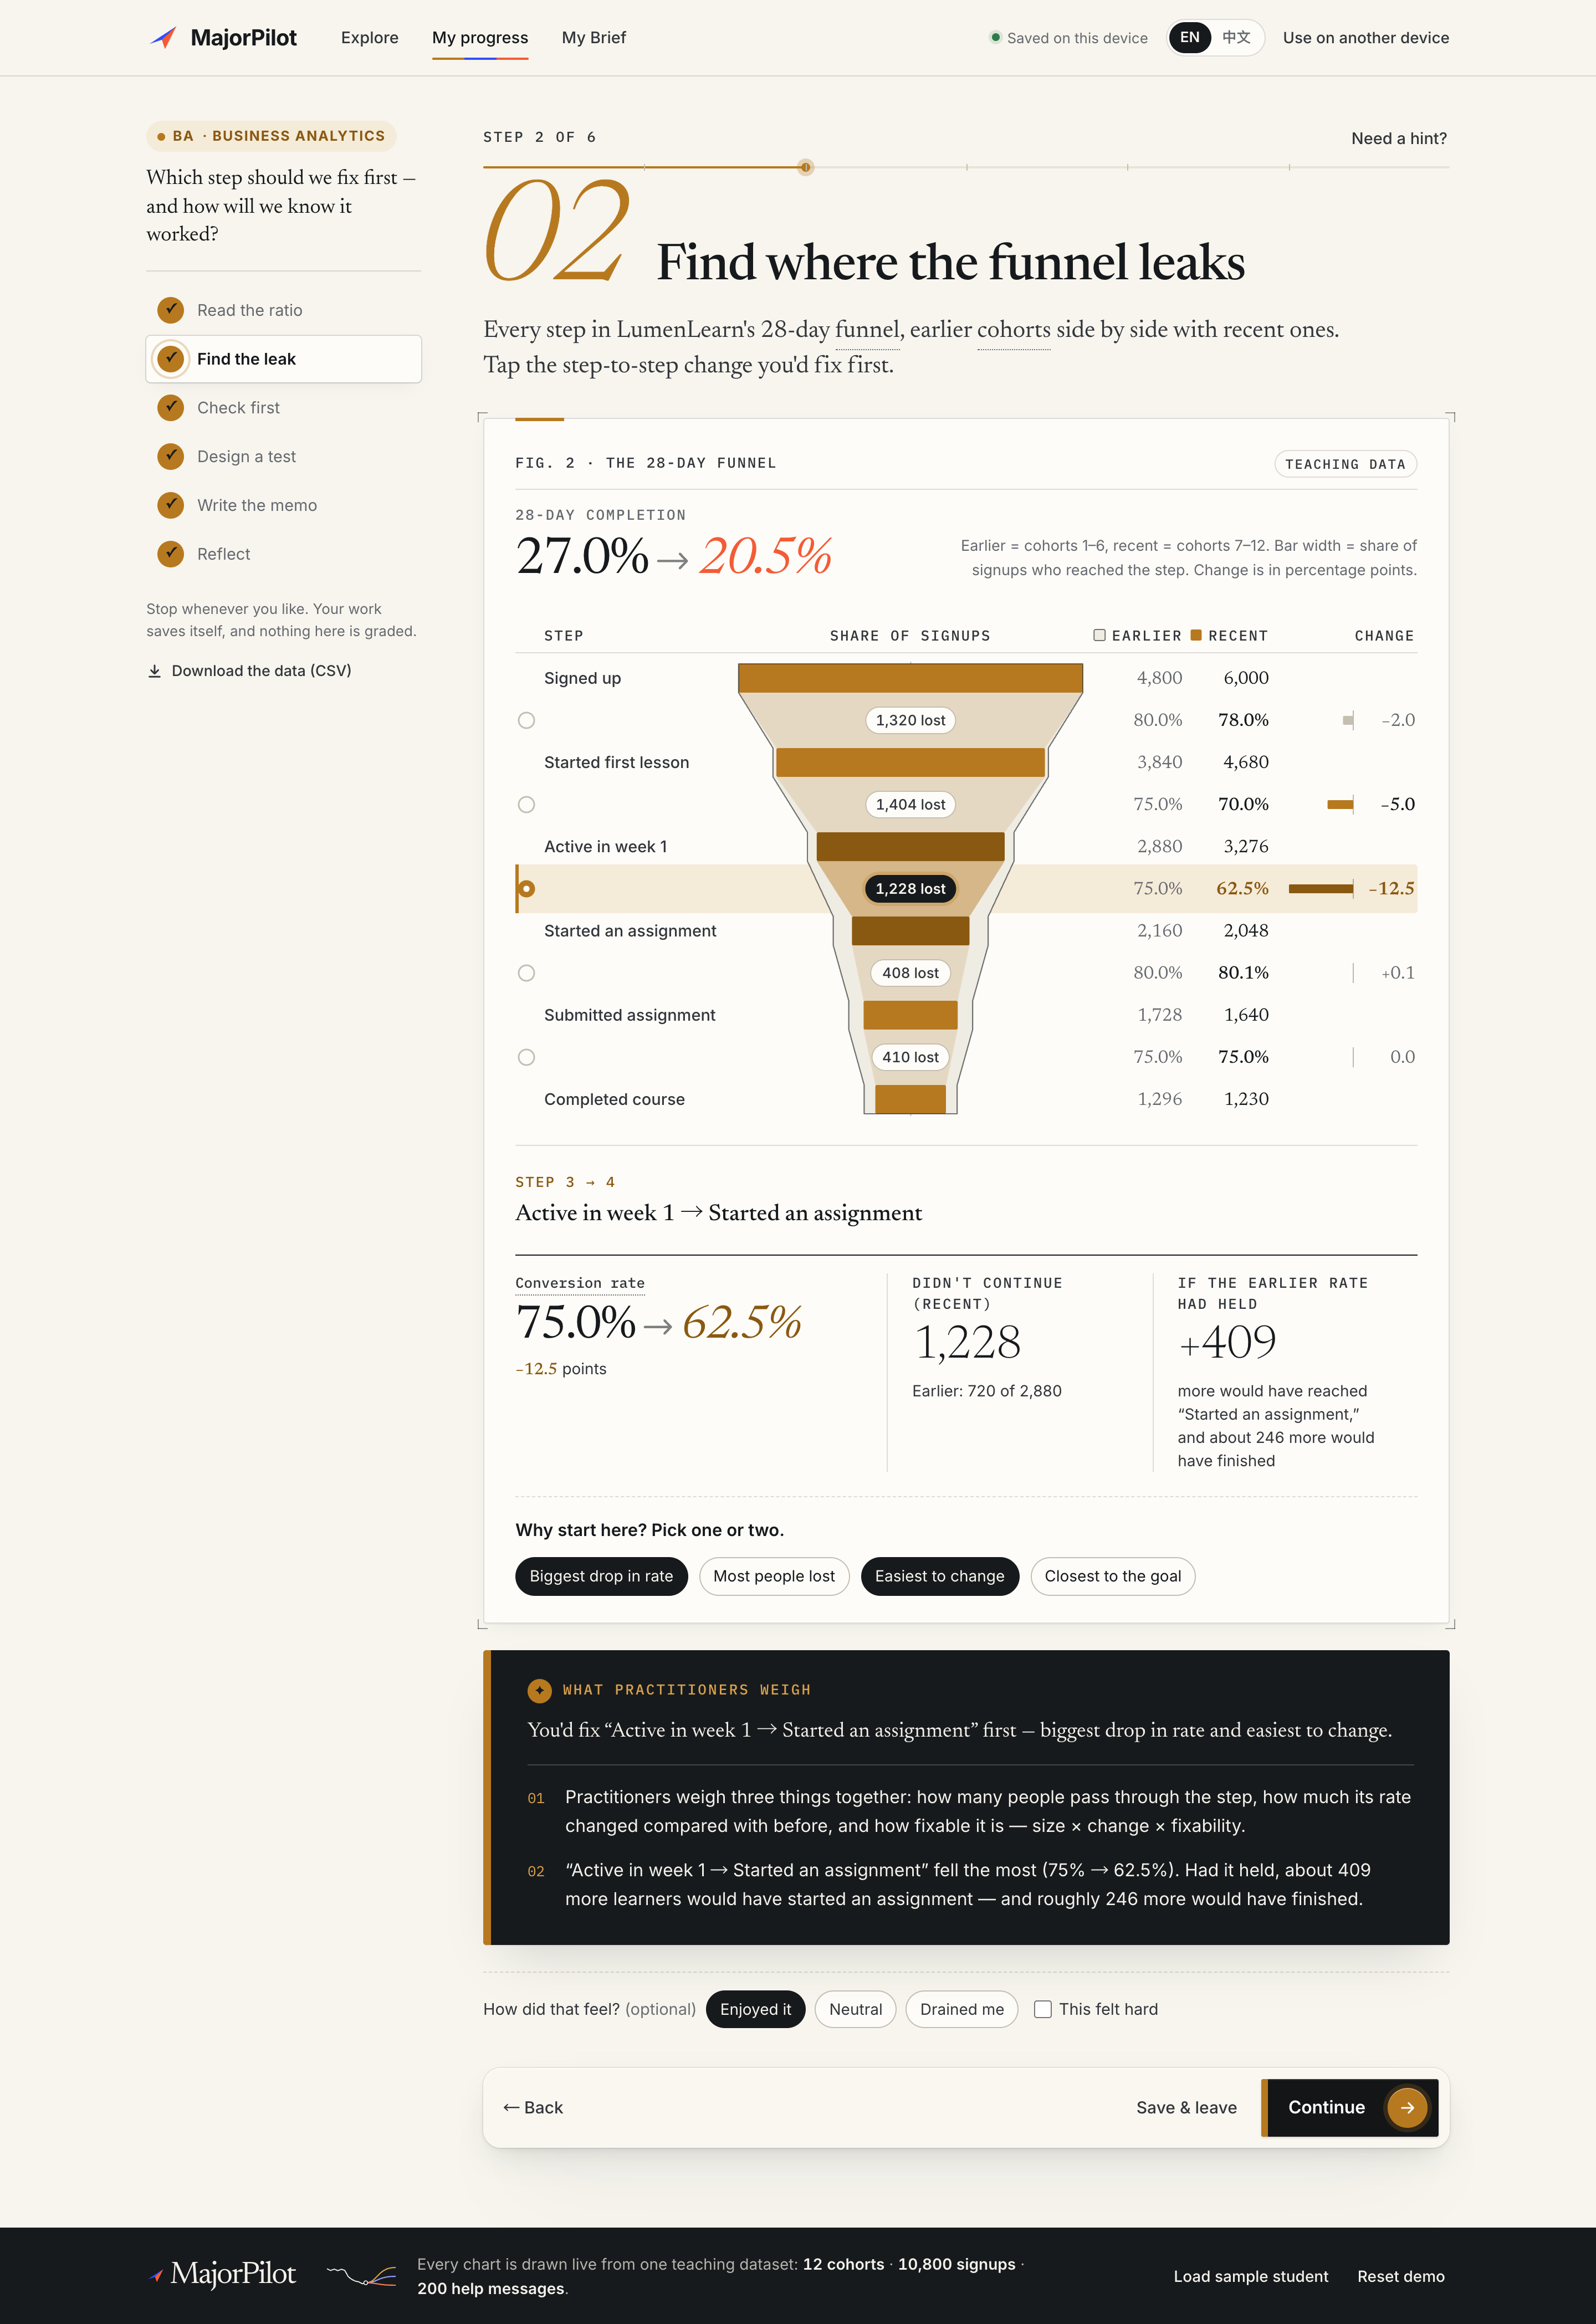 MajorPilot
Explore
My progress
My Brief
Saved on this device
EN
中文
Use on another device
BA · BUSINESS ANALYTICS
Which step should we fix first —
and how will we know it
worked?
Read the ratio
Find the leak
Check first
Design a test
Write the memo
Reflect
Stop whenever you like. Your work
saves itself, and nothing here is graded.
Download the data (CSV)
STEP 2 OF 6
Need a hint?
02 Find where the funnel leaks
Every step in LumenLearn's 28-day funnel, earlier cohorts side by side with recent ones.
Tap the step-to-step change you'd fix first.
FIG. 2 · THE 28-DAY FUNNEL
TEACHING DATA
28-DAY COMPLETION
27.0% → 20.5%
Earlier = cohorts 1–6, recent = cohorts 7–12. Bar width = share of
signups who reached the step. Change is in percentage points.
STEP SHARE OF SIGNUPS EARLIER RECENT CHANGE
Signed up 4,800 6,000
1,320 lost 80.0% 78.0% −2.0
Started first lesson 3,840 4,680
1,404 lost 75.0% 70.0% −5.0
Active in week 1 2,880 3,276
1,228 lost 75.0% 62.5% −12.5
Started an assignment 2,160 2,048
408 lost 80.0% 80.1% +0.1
Submitted assignment 1,728 1,640
410 lost 75.0% 75.0% 0.0
Completed course 1,296 1,230
STEP 3 → 4
Active in week 1 → Started an assignment
Conversion rate
75.0% → 62.5%
−12.5 points
DIDN'T CONTINUE
(RECENT)
1,228
Earlier: 720 of 2,880
IF THE EARLIER RATE
HAD HELD
+409
more would have reached
“Started an assignment,”
and about 246 more would
have finished
Why start here? Pick one or two.
Biggest drop in rate
Most people lost
Easiest to change
Closest to the goal
WHAT PRACTITIONERS WEIGH
You'd fix “Active in week 1 → Started an assignment” first — biggest drop in rate and easiest to change.
01 Practitioners weigh three things together: how many people pass through the step, how much its rate
changed compared with before, and how fixable it is — size × change × fixability.
02 “Active in week 1 → Started an assignment” fell the most (75% → 62.5%). Had it held, about 409
more learners would have started an assignment — and roughly 246 more would have finished.
How did that feel? (optional)
Enjoyed it
Neutral
Drained me
This felt hard
← Back
Save & leave
Continue →
MajorPilot
Every chart is drawn live from one teaching dataset: 12 cohorts · 10,800 signups ·
200 help messages.
Load sample student
Reset demo